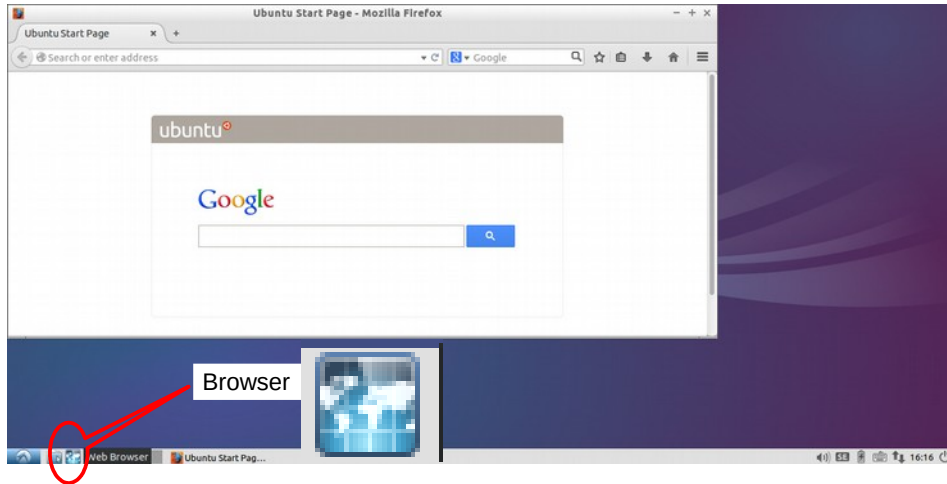 Ubuntu Start Page - Mozilla Firefox
Ubuntu Start Page
Search or enter address
Google
ubuntu
Google
Browser
Web Browser
Ubuntu Start Pag...
SE
16:16